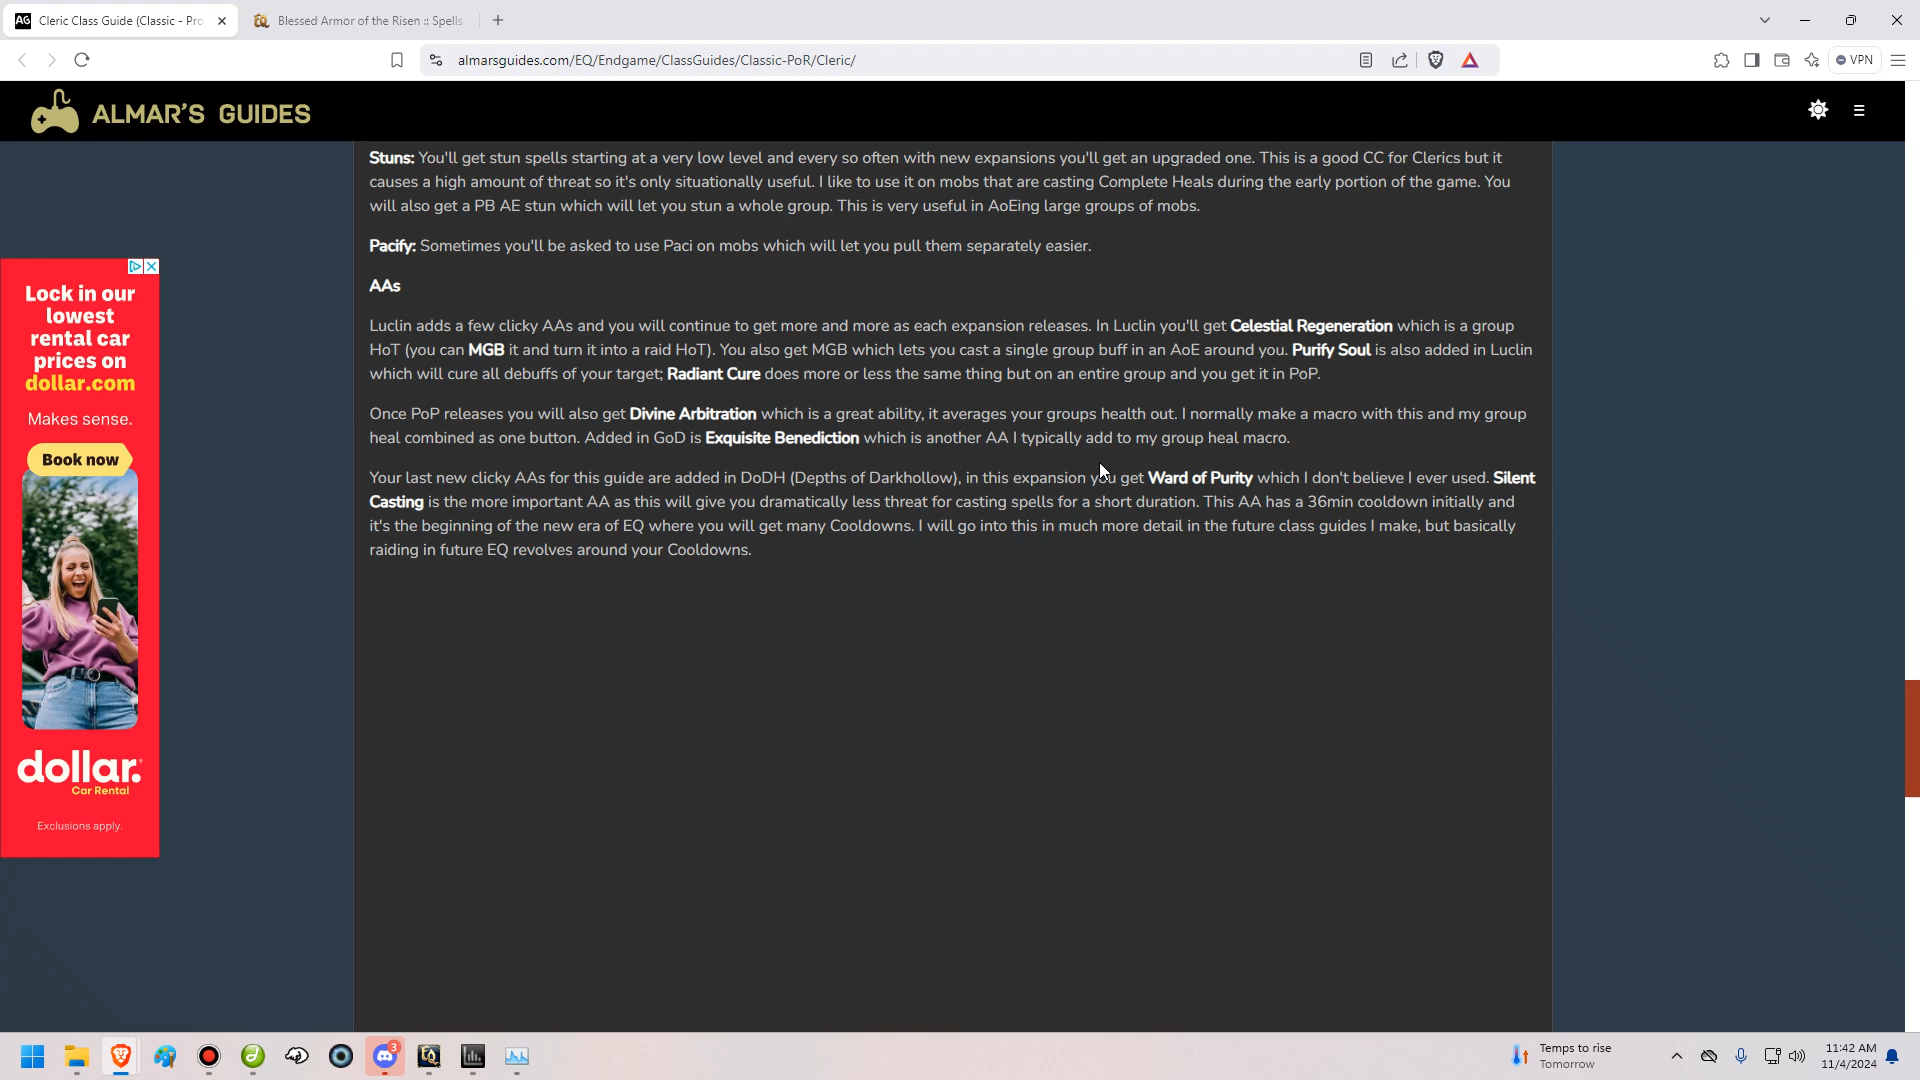 Cleric Class Guide (Classic - Pro
Blessed Armor of the Risen :: Spells
almarsguides.com/EQ/Endgame/ClassGuides/Classic-PoR/Cleric/
VPN
ALMAR'S GUIDES
Stuns: You'll get stun spells starting at a very low level and every so often with new expansions you'll get an upgraded one. This is a good CC for Clerics but it
causes a high amount of threat so it's only situationally useful. I like to use it on mobs that are casting Complete Heals during the early portion of the game. You
will also get a PB AE stun which will let you stun a whole group. This is very useful in AoEing large groups of mobs.
Pacify: Sometimes you'll be asked to use Paci on mobs which will let you pull them separately easier.
AAs
Luclin adds a few clicky AAs and you will continue to get more and more as each expansion releases. In Luclin you'll get Celestial Regeneration which is a group
HoT (you can MGB it and turn it into a raid HoT). You also get MGB which lets you cast a single group buff in an AoE around you. Purify Soul is also added in Luclin
which will cure all debuffs of your target; Radiant Cure does more or less the same thing but on an entire group and you get it in PoP.
Once PoP releases you will also get Divine Arbitration which is a great ability, it averages your groups health out. I normally make a macro with this and my group
heal combined as one button. Added in GoD is Exquisite Benediction which is another AA I typically add to my group heal macro.
Your last new clicky AAs for this guide are added in DoDH (Depths of Darkhollow), in this expansion you get Ward of Purity which I don't believe I ever used. Silent
Casting is the more important AA as this will give you dramatically less threat for casting spells for a short duration. This AA has a 36min cooldown initially and
it's the beginning of the new era of EQ where you will get many Cooldowns. I will go into this in much more detail in the future class guides I make, but basically
raiding in future EQ revolves around your Cooldowns.
Lock in our
lowest
rental car
prices on
dollar.com
Makes sense.
Book now
dollar.
Car Rental
Exclusions apply.
3
Temps to rise
Tomorrow
11:42 AM
11/4/2024